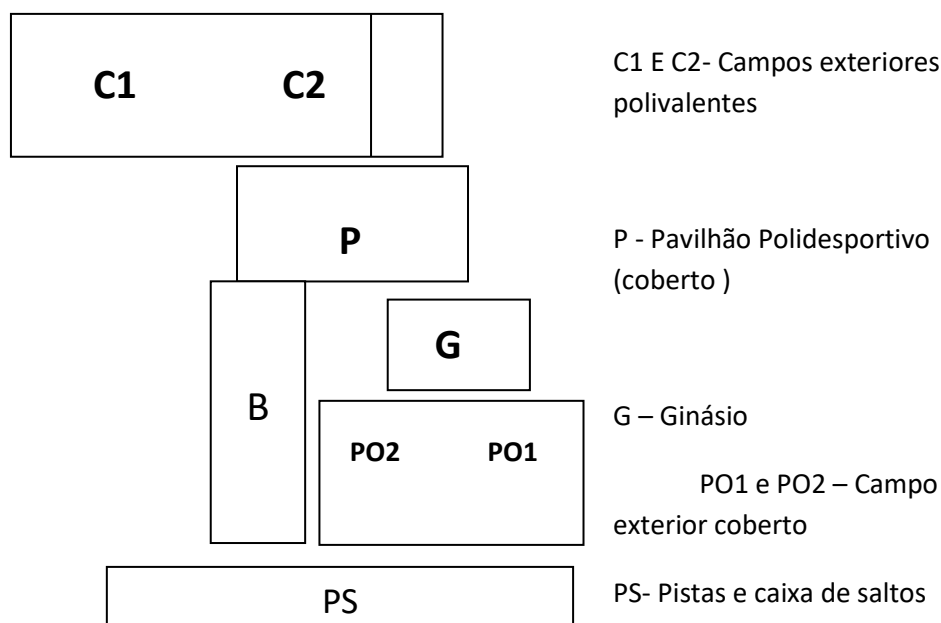 C1 C2
C1 E C2- Campos exteriores
polivalentes
P
P - Pavilhão Polidesportivo
(coberto )
G
B
G – Ginásio
PO2 PO1
PO1 e PO2 – Campo
exterior coberto
PS
PS- Pistas e caixa de saltos